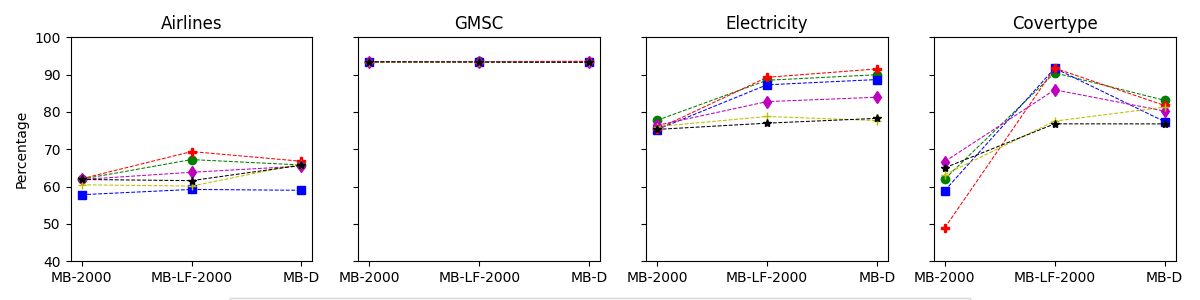 Airlines GMSC Electricity Covertype
100
90
80
70
60
50
40
Percentage
MB-2000 MB-LF-2000 MB-D MB-2000 MB-LF-2000 MB-D MB-2000 MB-LF-2000 MB-D MB-2000 MB-LF-2000 MB-D